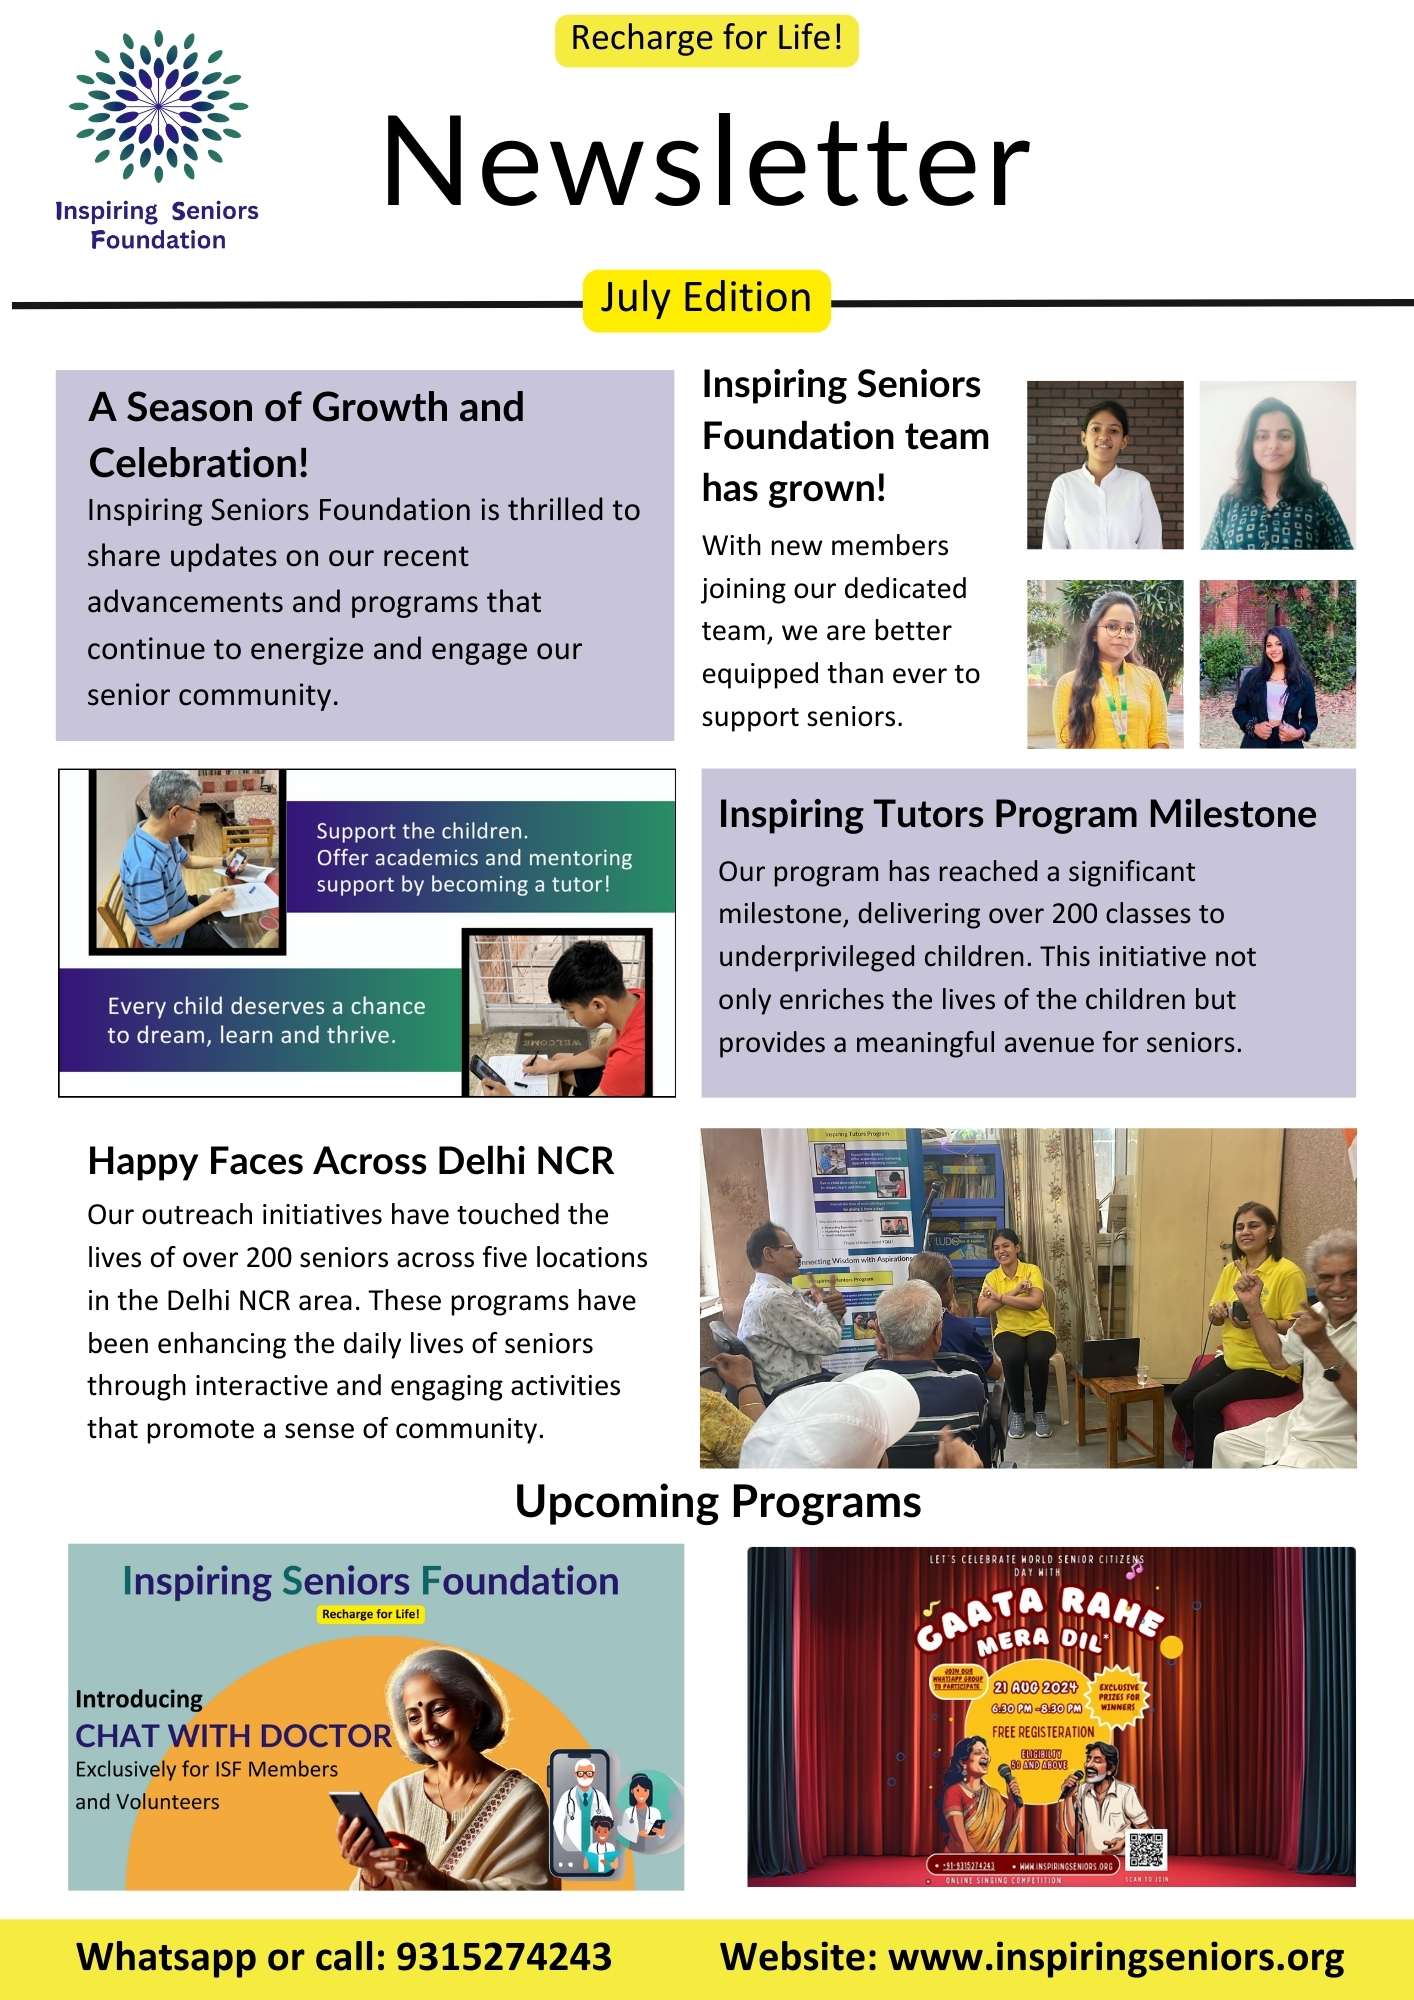 Recharge for Life!
Newsletter
Inspiring Seniors
Foundation
July Edition
A Season of Growth and
Celebration!
Inspiring Seniors Foundation is thrilled to
share updates on our recent
advancements and programs that
continue to energize and engage our
senior community.
Inspiring Seniors
Foundation team
has grown!
With new members
joining our dedicated
team, we are better
equipped than ever to
support seniors.
Support the children.
Offer academics and mentoring
support by becoming a tutor!
Every child deserves a chance
to dream, learn and thrive.
WELCOME
Inspiring Tutors Program Milestone
Our program has reached a significant
milestone, delivering over 200 classes to
underprivileged children. This initiative not
only enriches the lives of the children but
provides a meaningful avenue for seniors.
Happy Faces Across Delhi NCR
Our outreach initiatives have touched the
lives of over 200 seniors across five locations
in the Delhi NCR area. These programs have
been enhancing the daily lives of seniors
through interactive and engaging activities
that promote a sense of community.
Inspiring Tutors Program
LUDO
Connecting Wisdom with Aspirations
Upcoming Programs
Inspiring Seniors Foundation
Recharge for Life!
Introducing
CHAT WITH DOCTOR
Exclusively for ISF Members
and Volunteers
LET'S CELEBRATE WORLD SENIOR CITIZENS
DAY WITH
GAATA RAHE
MERA DIL*
JOIN OUR
WHATSAPP GROUP
TO PARTICIPATE
21 AUG 2024
6:30 PM -8:30 PM
EXCLUSIVE
PRIZES FOR
WINNERS
FREE REGISTERATION
ELIGIBILITY
50 AND ABOVE
• +91-9315274243 • WWW.INSPIRINGSENIORS.ORG
ONLINE SINGING COMPETITION
SCAN TO JOIN
Whatsapp or call: 9315274243
Website: www.inspiringseniors.org